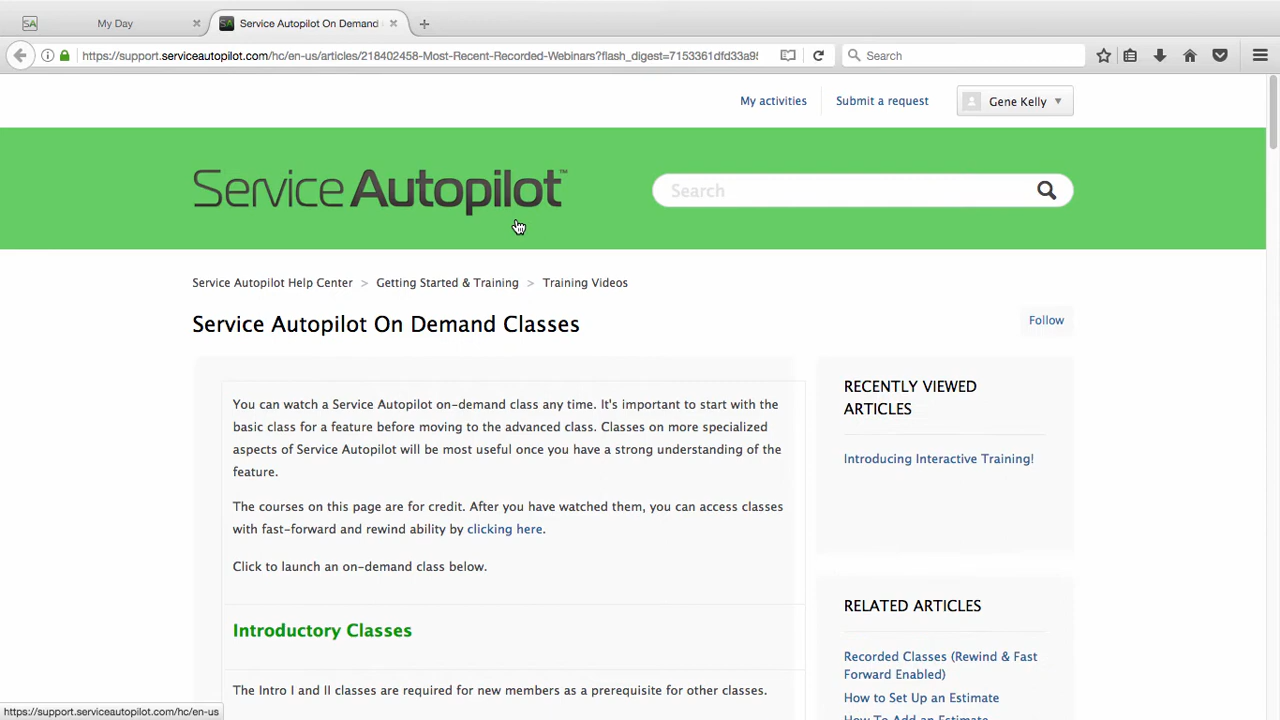 My Day
Service Autopilot On Demand
https://support.serviceautopilot.com/hc/en-us/articles/218402458-Most-Recent-Recorded-Webinars?flash_digest=7153361dfd33a95
Search
My activities
Submit a request
Gene Kelly
Service Autopilot™
Search
Service Autopilot Help Center > Getting Started & Training > Training Videos
Service Autopilot On Demand Classes
Follow
You can watch a Service Autopilot on-demand class any time. It's important to start with the
basic class for a feature before moving to the advanced class. Classes on more specialized
aspects of Service Autopilot will be most useful once you have a strong understanding of the
feature.
The courses on this page are for credit. After you have watched them, you can access classes
with fast-forward and rewind ability by clicking here.
Click to launch an on-demand class below.
Introductory Classes
The Intro I and II classes are required for new members as a prerequisite for other classes.
RECENTLY VIEWED
ARTICLES
Introducing Interactive Training!
RELATED ARTICLES
Recorded Classes (Rewind & Fast
Forward Enabled)
How to Set Up an Estimate
How To Add an Estimate
https://support.serviceautopilot.com/hc/en-us